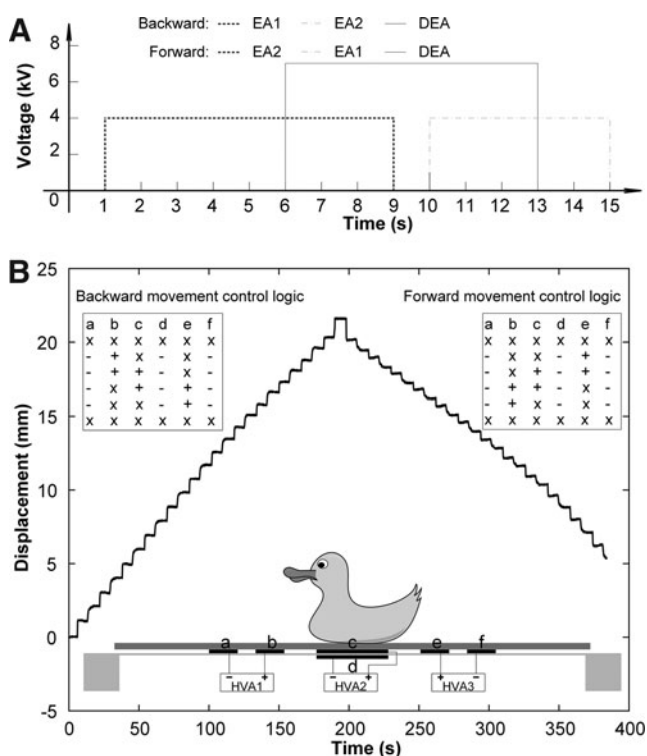 A
Backward: EA1 EA2 DEA
Forward: EA2 EA1 DEA
Voltage (kV)
8
6
4
2
0
1 2 3 4 5 6 7 8 9 10 11 12 13 14 15
Time (s)
B
25
20
15
10
5
0
-5
Displacement (mm)
Backward movement control logic
a b c d e f
x x x x x x
- + x - x -
- + + - x -
- x + - + -
- x x - + -
x x x x x x
Forward movement control logic
a b c d e f
x x x x x x
- x x - + -
- x + - + -
- + + - x -
- + x - x -
x x x x x x
a b c e f
d
- + - + + -
HVA1 HVA2 HVA3
0 50 100 150 200 250 300 350 400
Time (s)